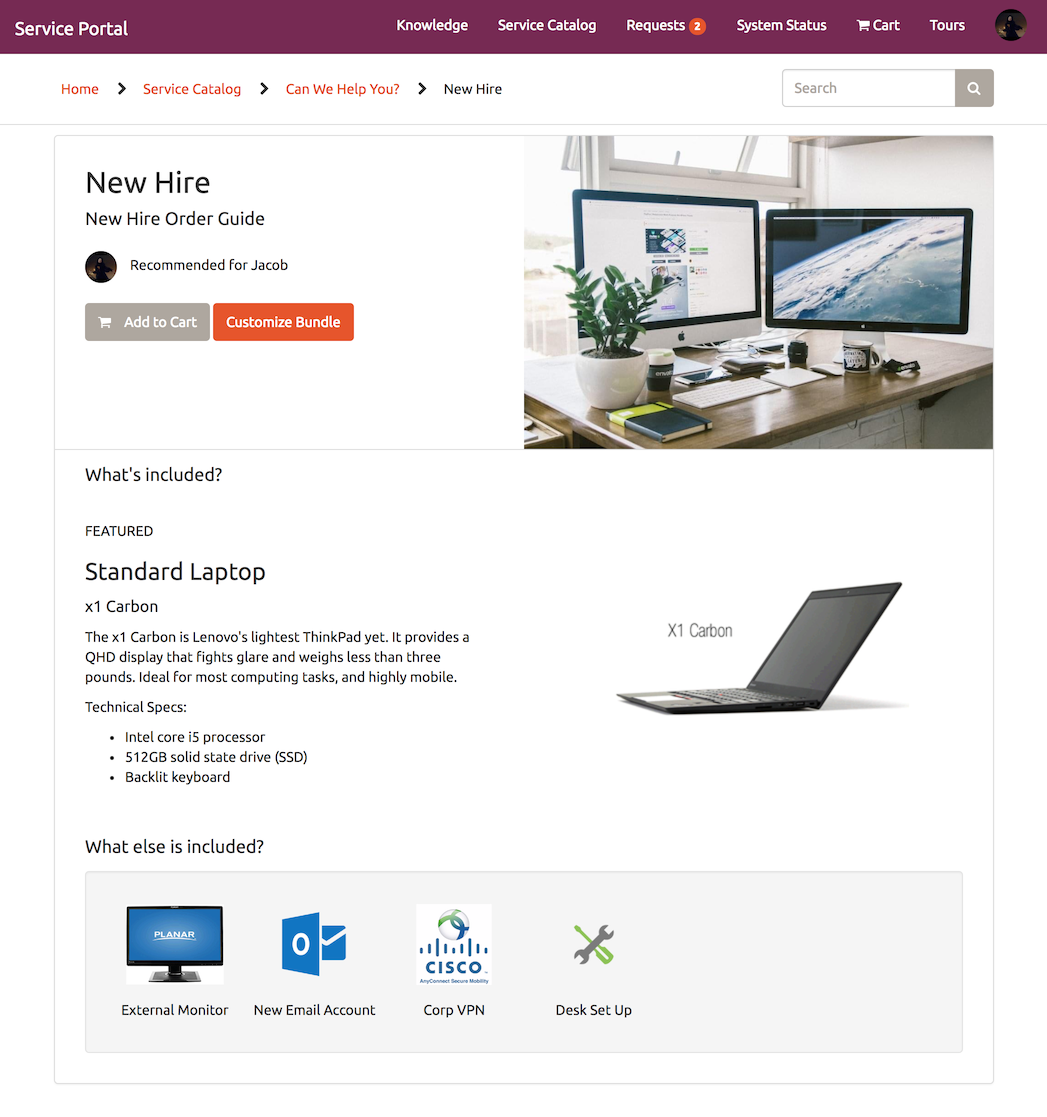 Service Portal
Knowledge
Service Catalog
Requests 2
System Status
Cart
Tours
Home
Service Catalog
Can We Help You?
New Hire
Search
New Hire
New Hire Order Guide
Recommended for Jacob
Add to Cart
Customize Bundle
What's included?
FEATURED
Standard Laptop
x1 Carbon
The x1 Carbon is Lenovo's lightest ThinkPad yet. It provides a
QHD display that fights glare and weighs less than three
pounds. Ideal for most computing tasks, and highly mobile.
Technical Specs:
• Intel core i5 processor
• 512GB solid state drive (SSD)
• Backlit keyboard
X1 Carbon
What else is included?
PLANAR
External Monitor
O
New Email Account
CISCO
AnyConnect Secure Mobility
Corp VPN
Desk Set Up